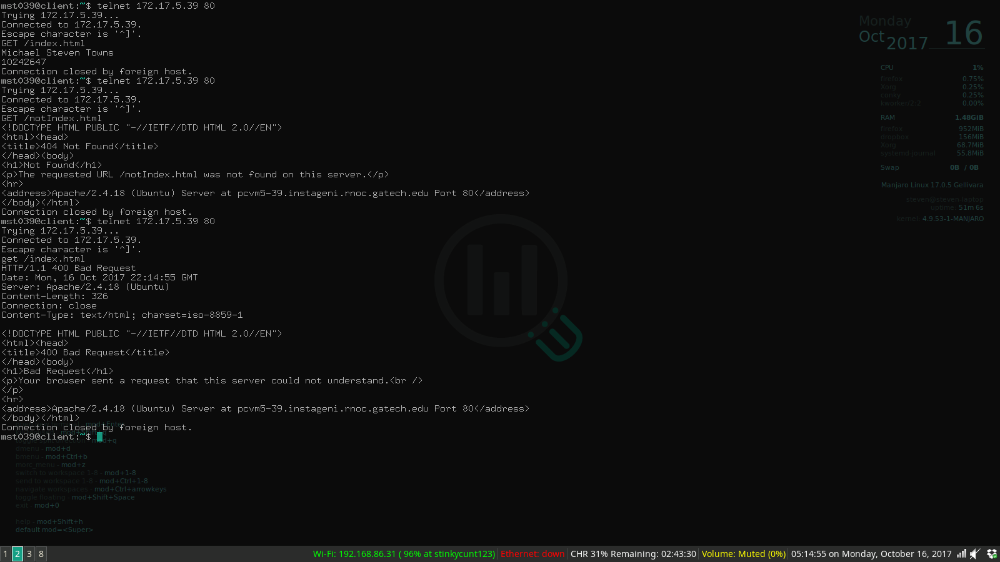 mst039@client:~$ telnet 172.17.5.39 80
Trying 172.17.5.39...
Connected to 172.17.5.39.
Escape character is '^]'.
GET /index.html
Michael Steven Towns
10242647
Connection closed by foreign host.
mst039@client:~$ telnet 172.17.5.39 80
Trying 172.17.5.39...
Connected to 172.17.5.39.
Escape character is '^]'.
GET /notIndex.html
<!DOCTYPE HTML PUBLIC "-//IETF//DTD HTML 2.0//EN">
<html><head>
<title>404 Not Found</title>
</head><body>
<h1>Not Found</h1>
<p>The requested URL /notIndex.html was not found on this server.</p>
<hr>
<address>Apache/2.4.18 (Ubuntu) Server at pcvm5-39.instageni.rnoc.gatech.edu Port 80</address>
</body></html>
Connection closed by foreign host.
mst039@client:~$ telnet 172.17.5.39 80
Trying 172.17.5.39...
Connected to 172.17.5.39.
Escape character is '^]'.
get /index.html
HTTP/1.1 400 Bad Request
Date: Mon, 16 Oct 2017 22:14:55 GMT
Server: Apache/2.4.18 (Ubuntu)
Content-Length: 326
Connection: close
Content-Type: text/html; charset=iso-8859-1
<!DOCTYPE HTML PUBLIC "-//IETF//DTD HTML 2.0//EN">
<html><head>
<title>400 Bad Request</title>
</head><body>
<h1>Bad Request</h1>
<p>Your browser sent a request that this server could not understand.<br />
</p>
<hr>
<address>Apache/2.4.18 (Ubuntu) Server at pcvm5-39.instageni.rnoc.gatech.edu Port 80</address>
</body></html>
Connection closed by foreign host.
mst039@client:~$
mod+Enter
mod+q
dmenu - mod+d
bmenu - mod+Ctrl+b
morc_menu - mod+z
switch to workspace 1-8 - mod+1-8
send to workspace 1-8 - mod+Ctrl+1-8
navigate workspaces - mod+Ctrl+arrowkeys
toggle floating - mod+Shift+Space
exit - mod+0
help - mod+Shift+h
default mod=<Super>
Monday
Oct 2017 16
CPU 1%
firefox 0.75%
Xorg 0.25%
conky 0.25%
kworker/2:2 0.00%
RAM 1.48GiB
firefox 952MiB
dropbox 156MiB
Xorg 68.7MiB
systemd-journal 55.8MiB
Swap 0B / 0B
Manjaro Linux 17.0.5 Gellivara
steven@steven-laptop
uptime: 51m 6s
kernel: 4.9.53-1-MANJARO
1 2 3 8
Wi-Fi: 192.168.86.31 ( 96% at stinkycunt123) Ethernet: down CHR 31% Remaining: 02:43:30 Volume: Muted (0%) 05:14:55 on Monday, October 16, 2017